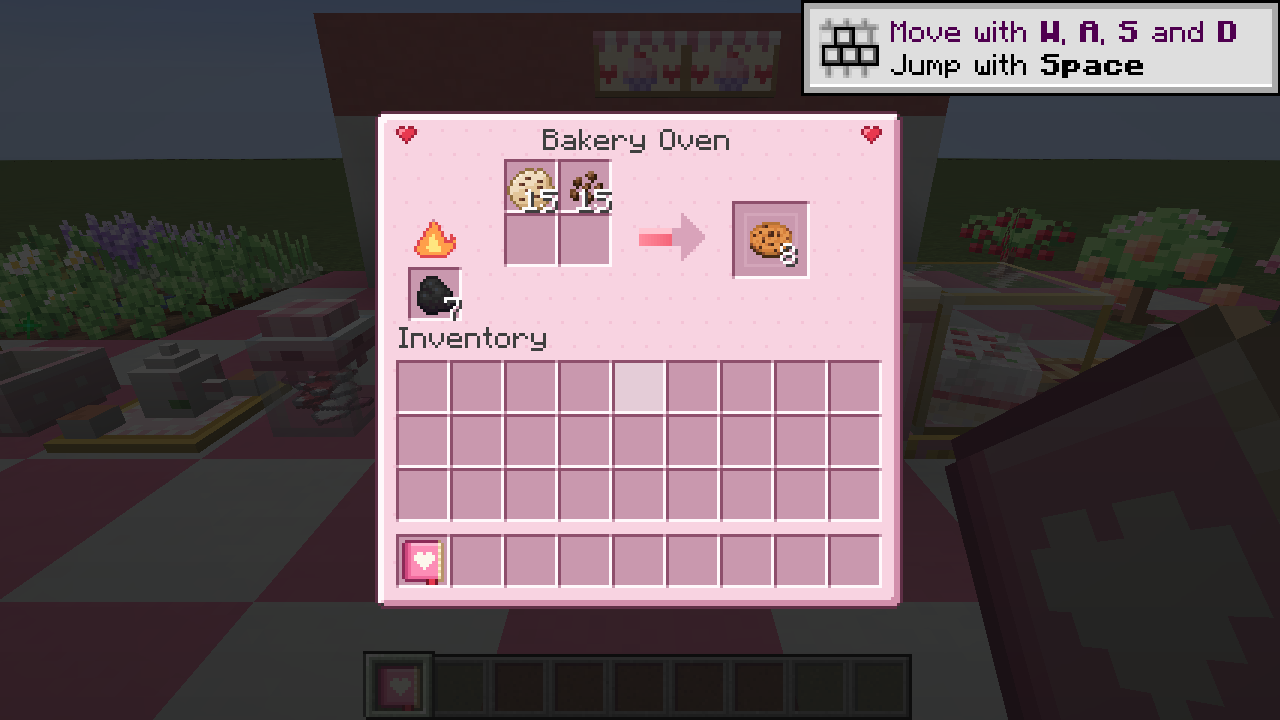 Move with W, A, S and D
Jump with Space
Bakery Oven
15 15
8
7
Inventory